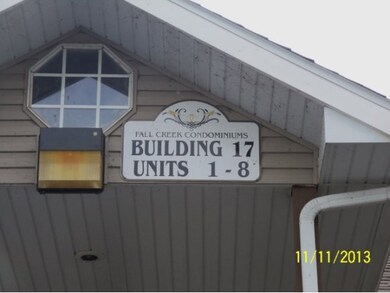 FALL CREEK CONDOMINIUMS
BUILDING 17
UNITS 1-8
11/11/2013